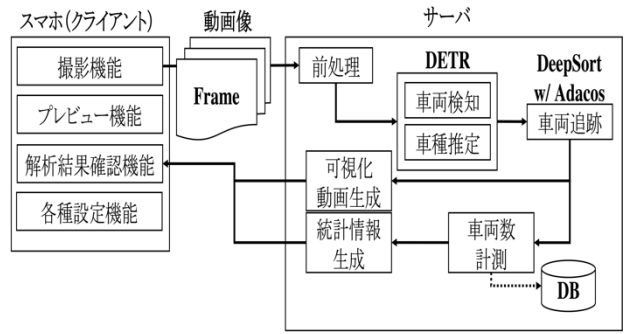 スマホ(クライアント)
動画像
サーバ
撮影機能
プレビュー機能
解析結果確認機能
各種設定機能
Frame
前処理
DETR
車両検知
車種推定
DeepSort
w/ Adacos
車両追跡
可視化
動画生成
統計情報
生成
車両数
計測
DB